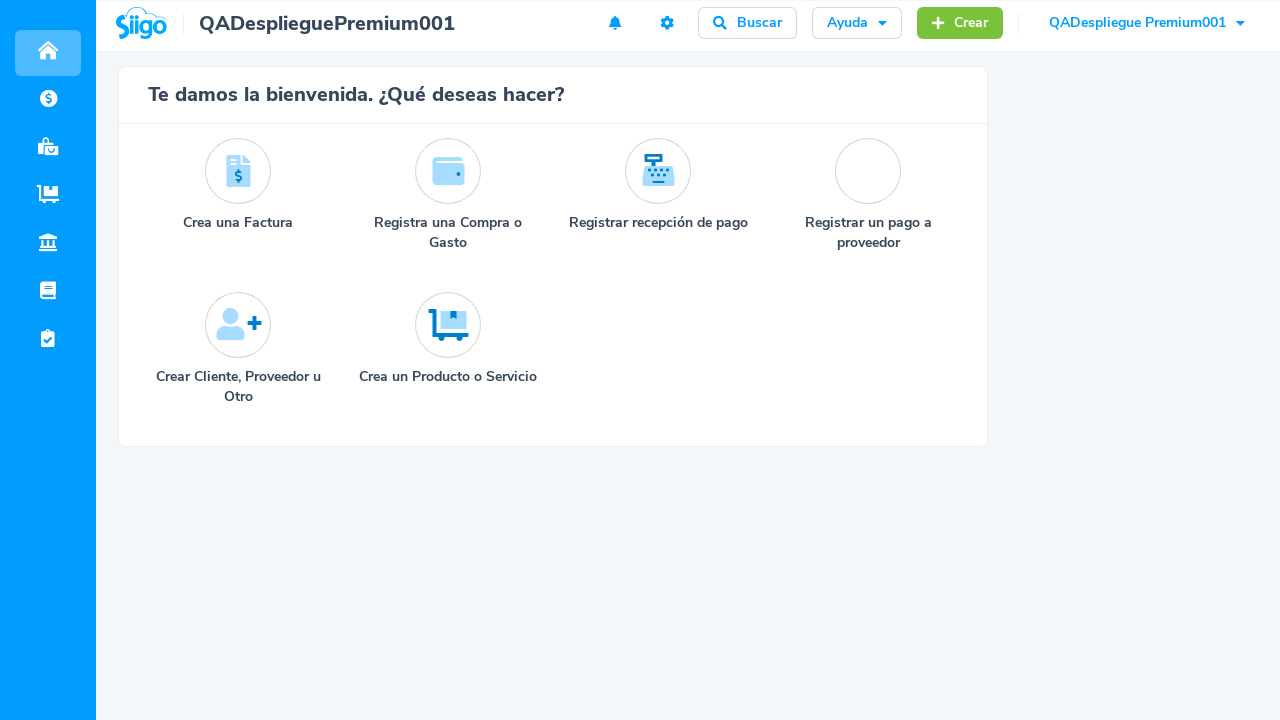 Siigo
QADesplieguePremium001
Buscar
Ayuda
Crear
QADespliegue Premium001
Te damos la bienvenida. ¿Qué deseas hacer?
Crea una Factura
Registra una Compra o
Gasto
Registrar recepción de pago
Registrar un pago a
proveedor
Crear Cliente, Proveedor u
Otro
Crea un Producto o Servicio